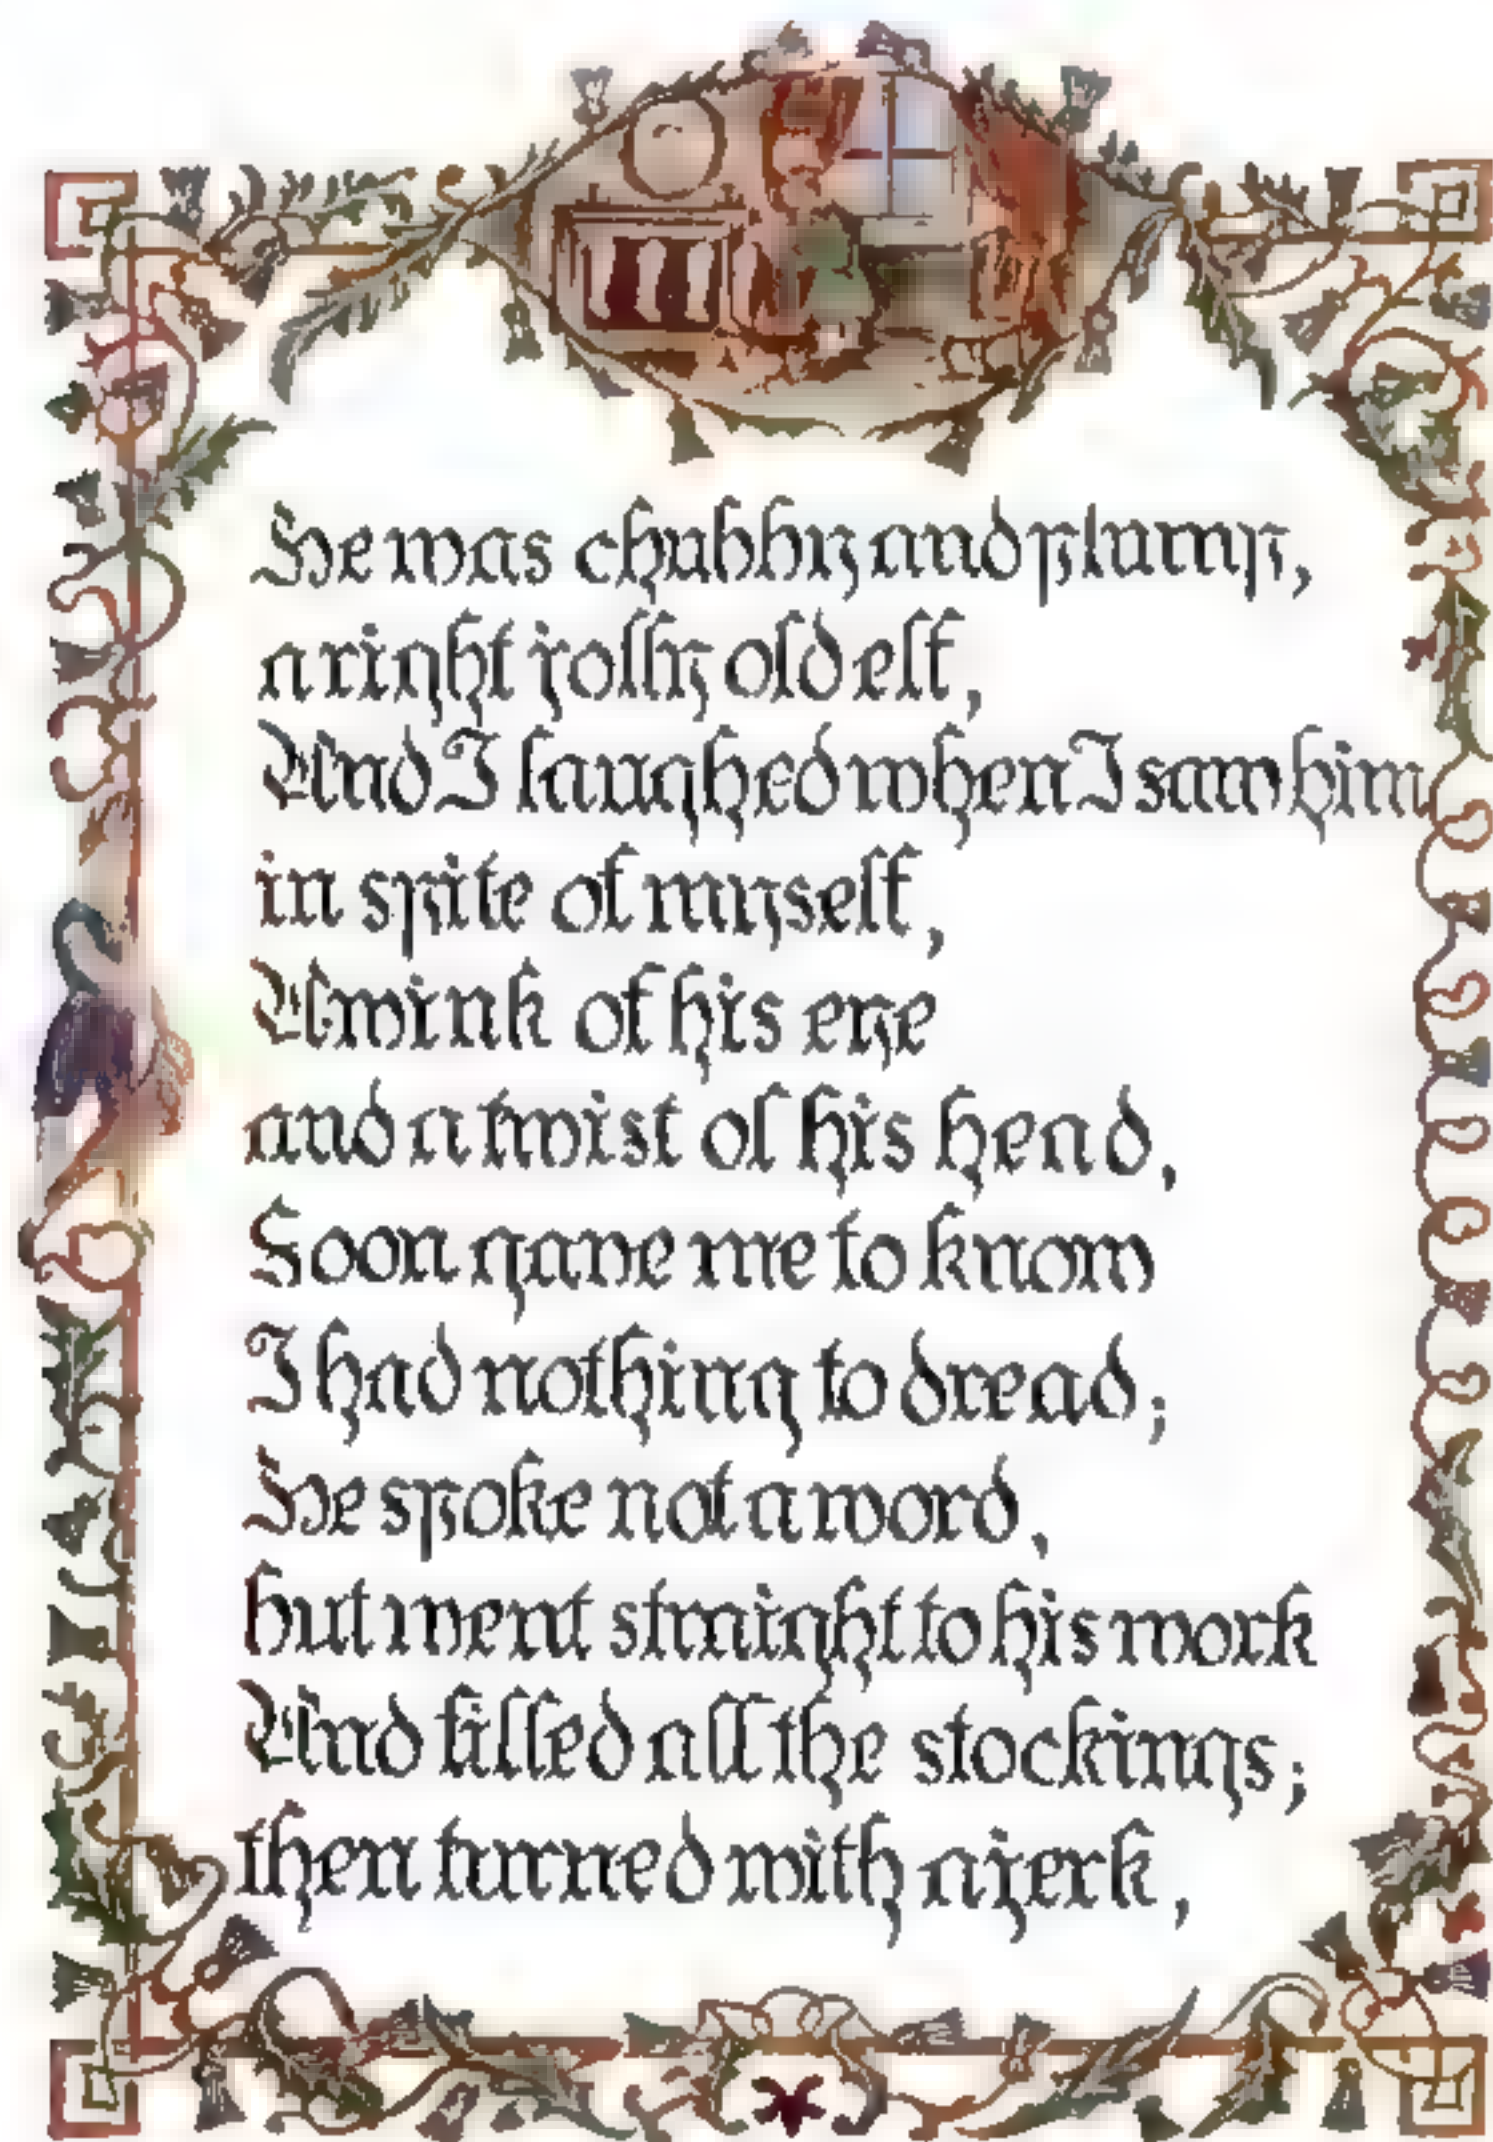 He was chubby and plump,
a right jolly old elf,
And I laughed when I saw him
in spite of myself,
A wink of his eye
and a twist of his head,
Soon gave me to know
I had nothing to dread;
He spoke not a word,
but went straight to his work
And filled all the stockings;
then turned with a jerk,